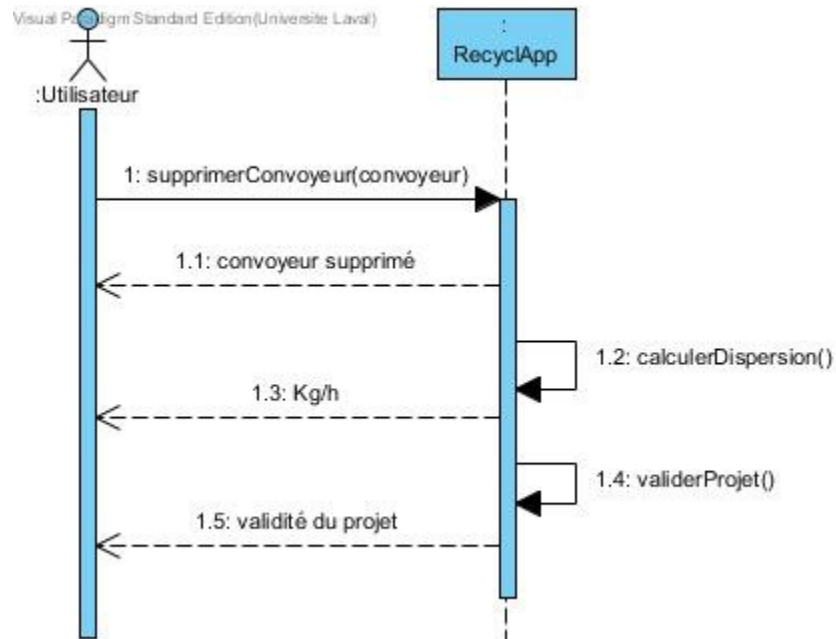 Visual Paradigm Standard Edition(Universite Laval)
:
RecyclApp
:Utilisateur
1: supprimerConvoyeur(convoyeur)
1.1: convoyeur supprimé
1.2: calculerDispersion()
1.3: Kg/h
1.4: validerProjet()
1.5: validité du projet